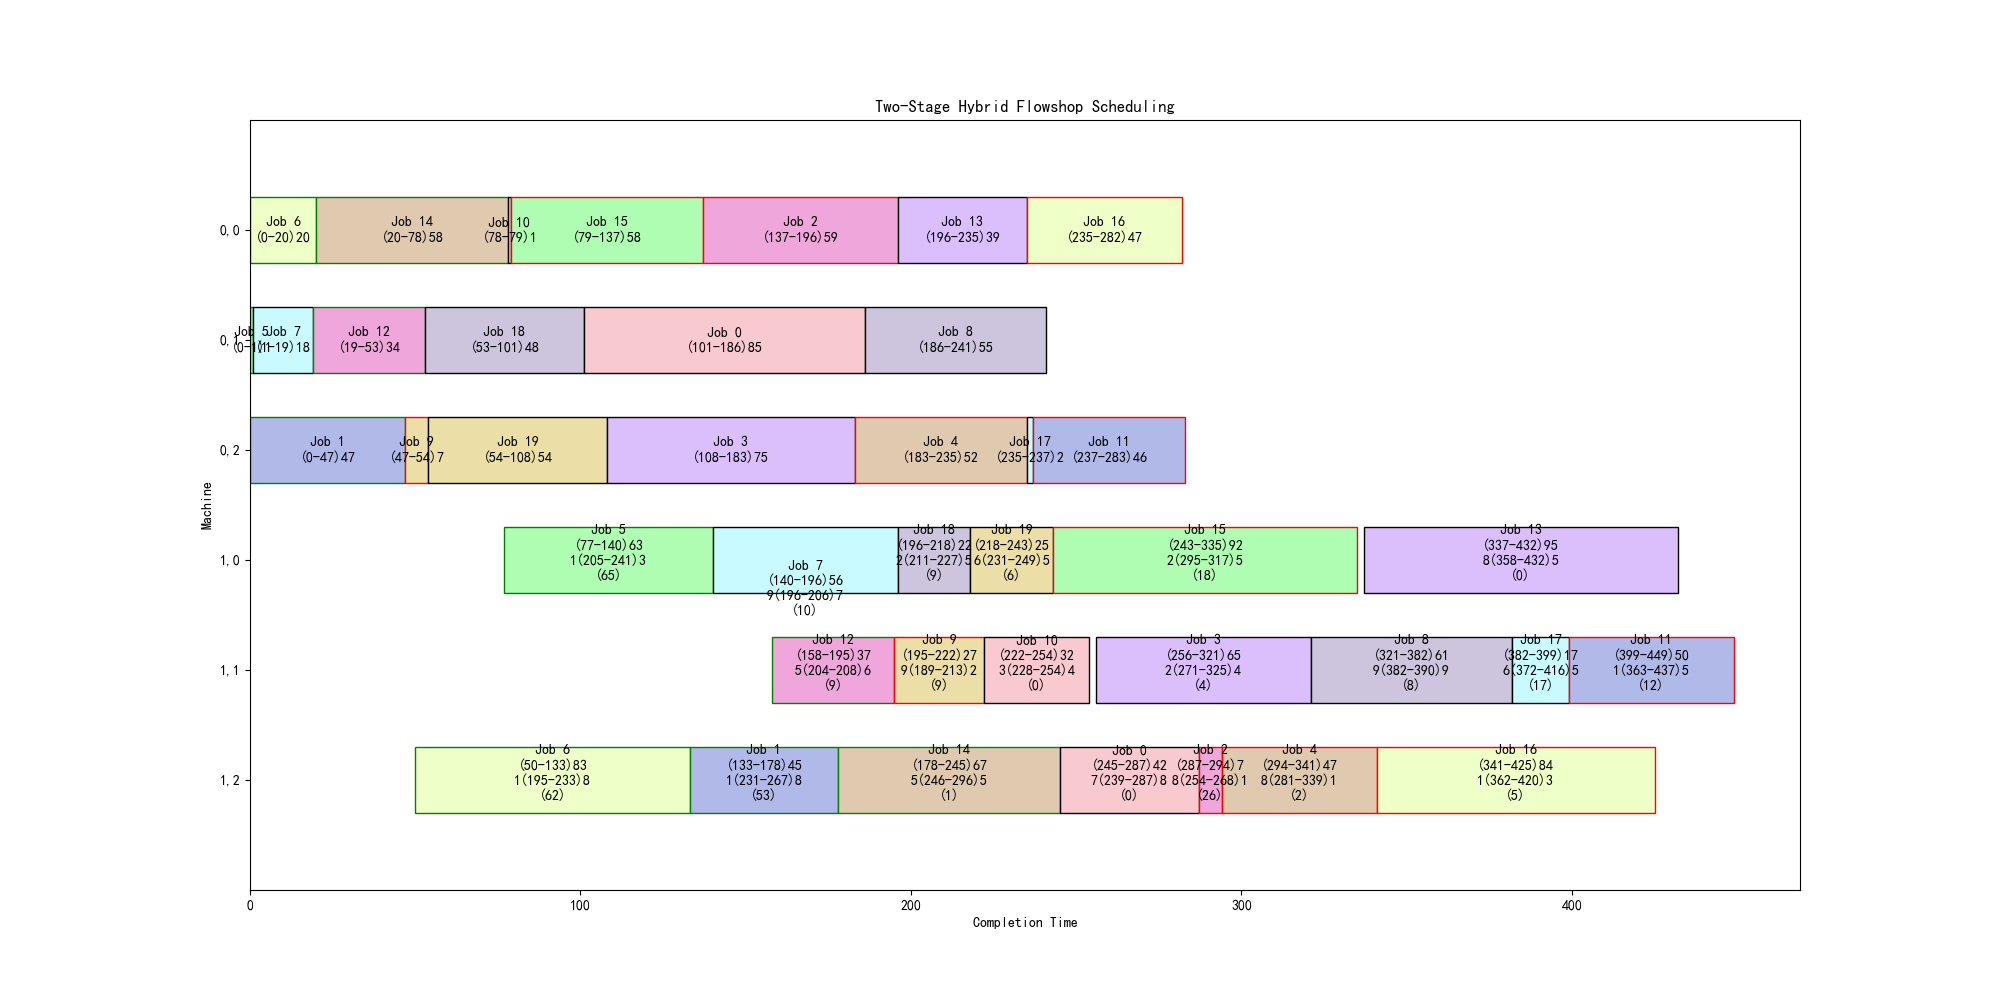 Two-Stage Hybrid Flowshop Scheduling
Machine
0,0
Job 6
(0-20)20
Job 14
(20-78)58
Job 10
(78-79)1
Job 15
(79-137)58
Job 2
(137-196)59
Job 13
(196-235)39
Job 16
(235-282)47
Job 5
Job 7
(1-19)18
Job 12
(19-53)34
Job 18
(53-101)48
Job 0
(101-186)85
Job 8
(186-241)55
0,2
Job 1
(0-47)47
Job 9
(47-54)7
Job 19
(54-108)54
Job 3
(108-183)75
Job 4
(183-235)52
Job 17
(235-237)2
Job 11
(237-283)46
1,0
Job 5
(77-140)63
1(205-241)3
(65)
Job 7
(140-196)56
9(196-206)7
(10)
Job 18
(196-218)22
2(211-227)5
(9)
Job 19
(218-243)25
6(231-249)5
(6)
Job 15
(243-335)92
2(295-317)5
(18)
Job 13
(337-432)95
8(358-432)5
(0)
1,1
Job 12
(158-195)37
5(204-208)6
(9)
Job 9
(195-222)27
9(189-213)2
(9)
Job 10
(222-254)32
3(228-254)4
(0)
Job 3
(256-321)65
2(271-325)4
(4)
Job 8
(321-382)61
9(382-390)9
(8)
Job 17
(382-399)17
6(372-416)5
(17)
Job 11
(399-449)50
1(363-437)5
(12)
1,2
Job 6
(50-133)83
1(195-233)8
(62)
Job 1
(133-178)45
1(231-267)8
(53)
Job 14
(178-245)67
5(246-296)5
(1)
Job 0
(245-287)42
7(239-287)8
(0)
Job 2
(287-294)7
8(254-268)1
(26)
Job 4
(294-341)47
8(281-339)1
(2)
Job 16
(341-425)84
1(362-420)3
(5)
0
100
200
300
400
Completion Time